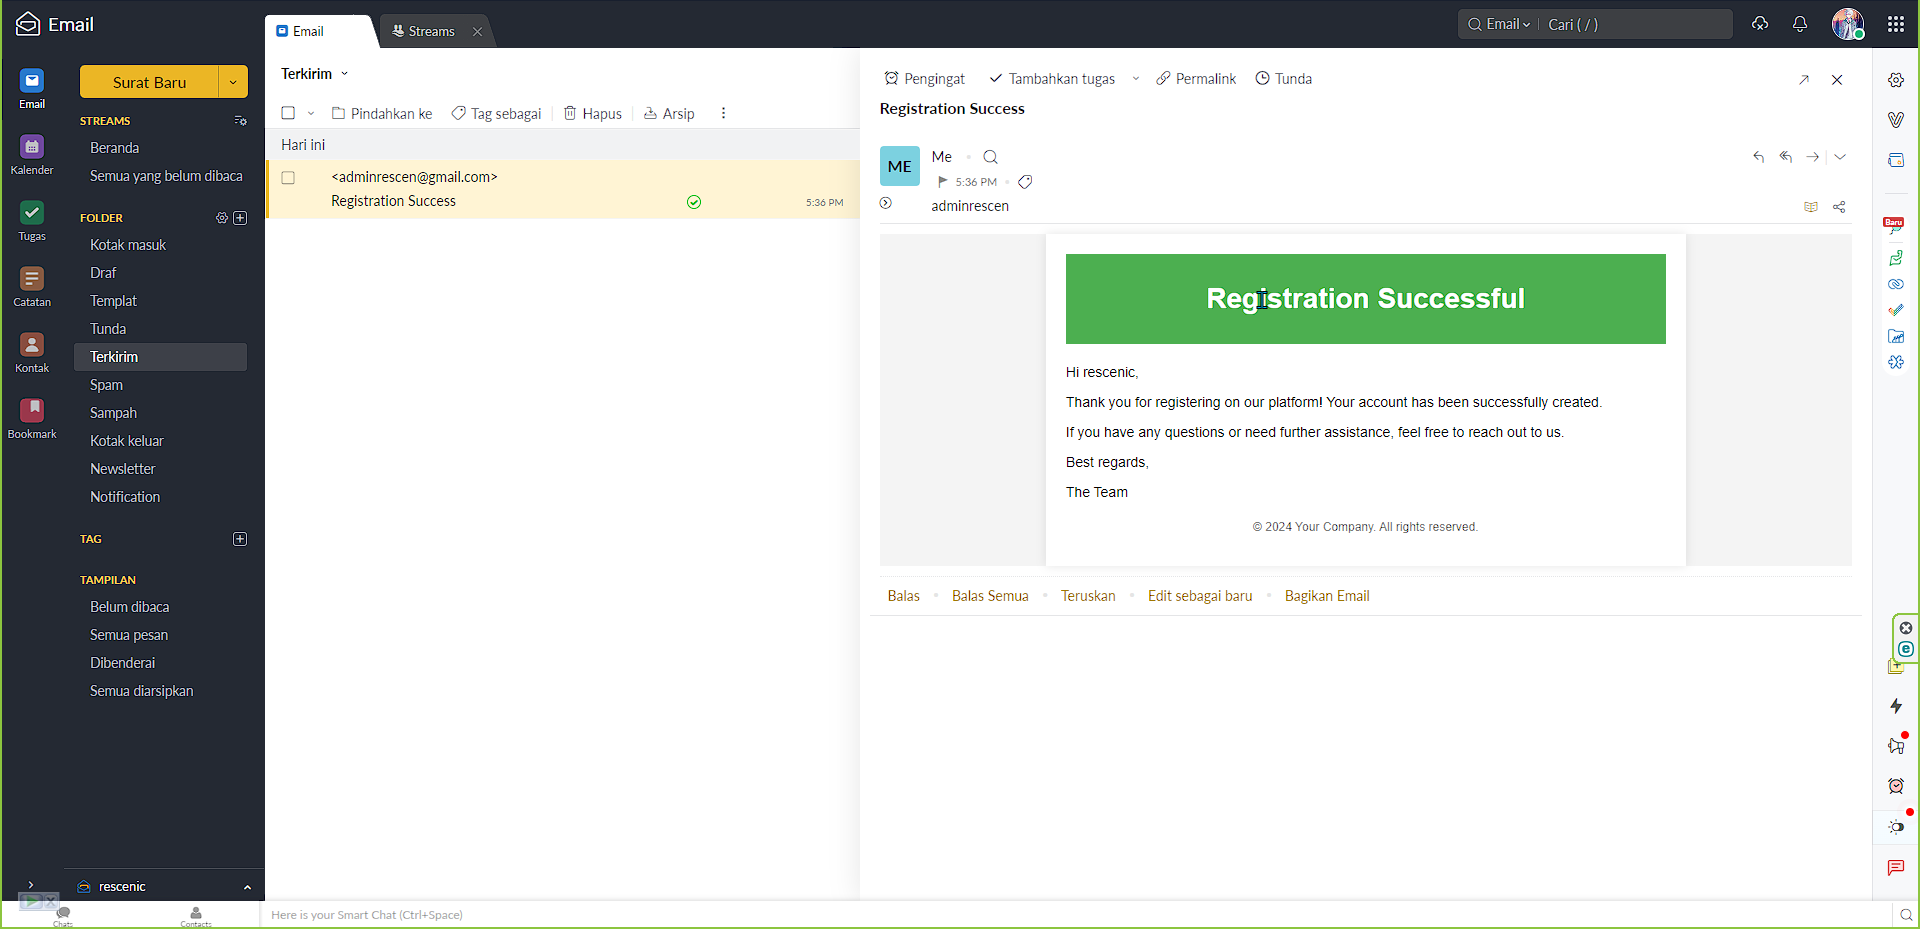 Email
Email
Streams
Email
Cari ( / )
Email
Kalender
Tugas
Catatan
Kontak
Bookmark
Surat Baru
STREAMS
Beranda
Semua yang belum dibaca
FOLDER
Kotak masuk
Draf
Templat
Tunda
Terkirim
Spam
Sampah
Kotak keluar
Newsletter
Notification
TAG
TAMPILAN
Belum dibaca
Semua pesan
Dibenderai
Semua diarsipkan
rescenic
Terkirim
Pindahkan ke
Tag sebagai
Hapus
Arsip
Hari ini
<adminrescen@gmail.com>
Registration Success
5:36 PM
Pengingat
Tambahkan tugas
Permalink
Tunda
Registration Success
ME
Me
5:36 PM
adminrescen
Registration Successful
Hi rescenic,
Thank you for registering on our platform! Your account has been successfully created.
If you have any questions or need further assistance, feel free to reach out to us.
Best regards,
The Team
© 2024 Your Company. All rights reserved.
Balas
Balas Semua
Teruskan
Edit sebagai baru
Bagikan Email
Baru
Chats
Contacts
Here is your Smart Chat (Ctrl+Space)